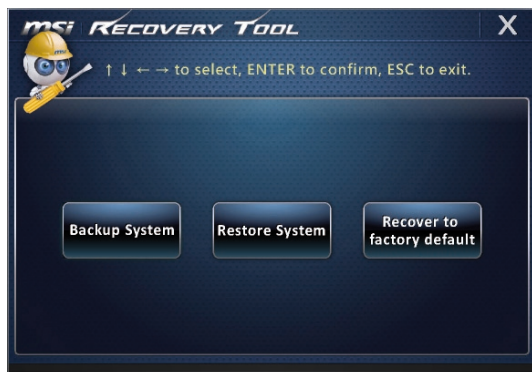 msi RECOVERY TOOL X
↑ ↓ ← → to select, ENTER to confirm, ESC to exit.
Backup System
Restore System
Recover to
factory default